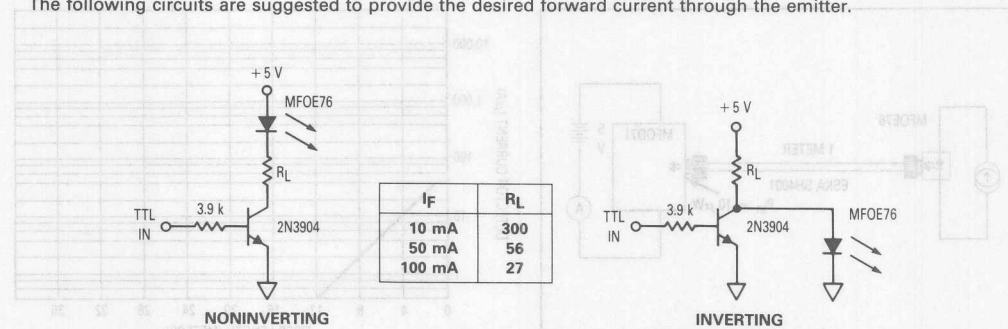 The following circuits are suggested to provide the desired forward current through the emitter.
+5 V
MFOE76
RL
TTL IN
3.9 k
2N3904
NONINVERTING
IF RL
10 mA 300
50 mA 56
100 mA 27
+5 V
RL
TTL IN
3.9 k
2N3904
MFOE76
INVERTING